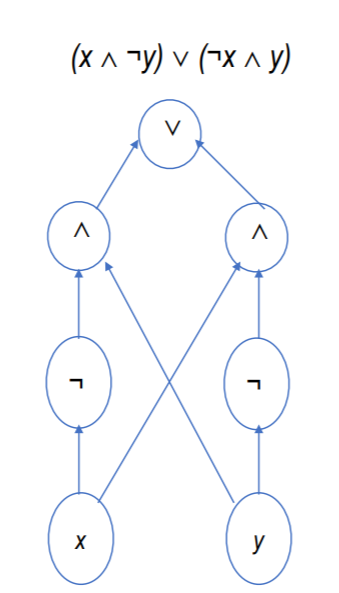 (x ∧ ¬y) ∨ (¬x ∧ y)
∨
∧ ∧
¬ ¬
x y